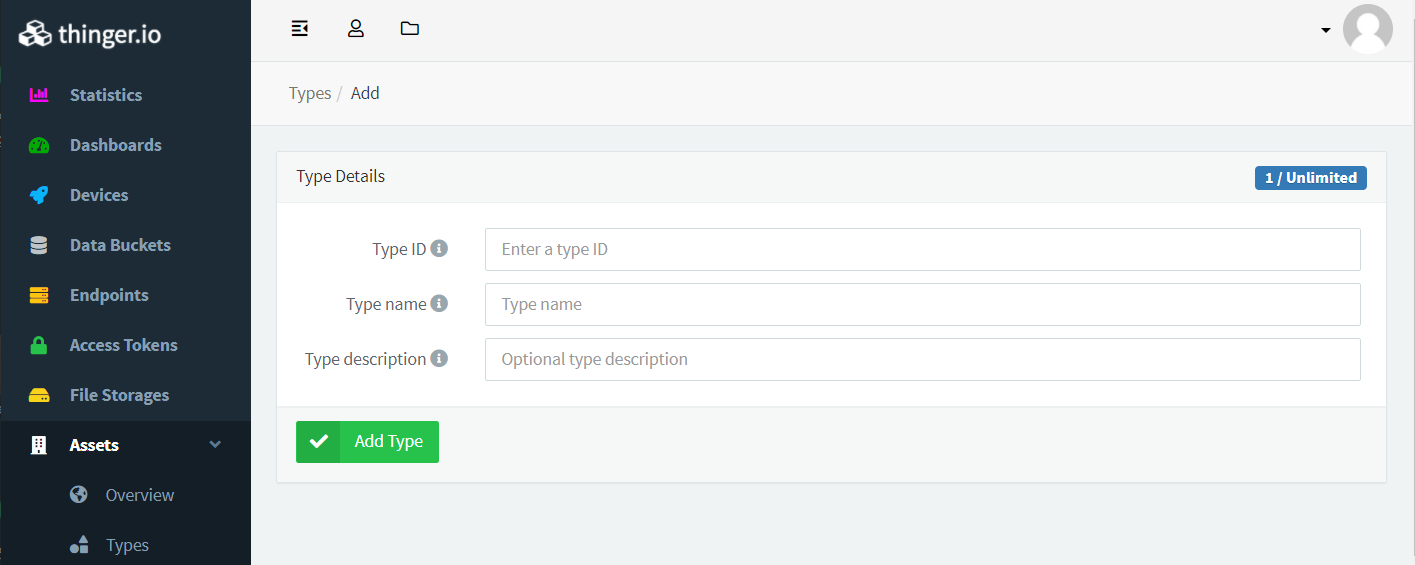 thinger.io
Statistics
Dashboards
Devices
Data Buckets
Endpoints
Access Tokens
File Storages
Assets
Overview
Types
Types / Add
Type Details
1 / Unlimited
Type ID
Enter a type ID
Type name
Type name
Type description
Optional type description
Add Type